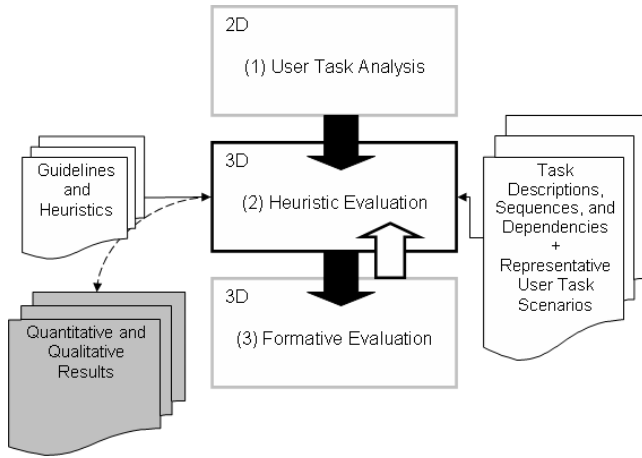 2D
(1) User Task Analysis
3D
(2) Heuristic Evaluation
3D
(3) Formative Evaluation
Guidelines
and
Heuristics
Quantitative and
Qualitative
Results
Task
Descriptions,
Sequences, and
Dependencies
+
Representative
User Task
Scenarios